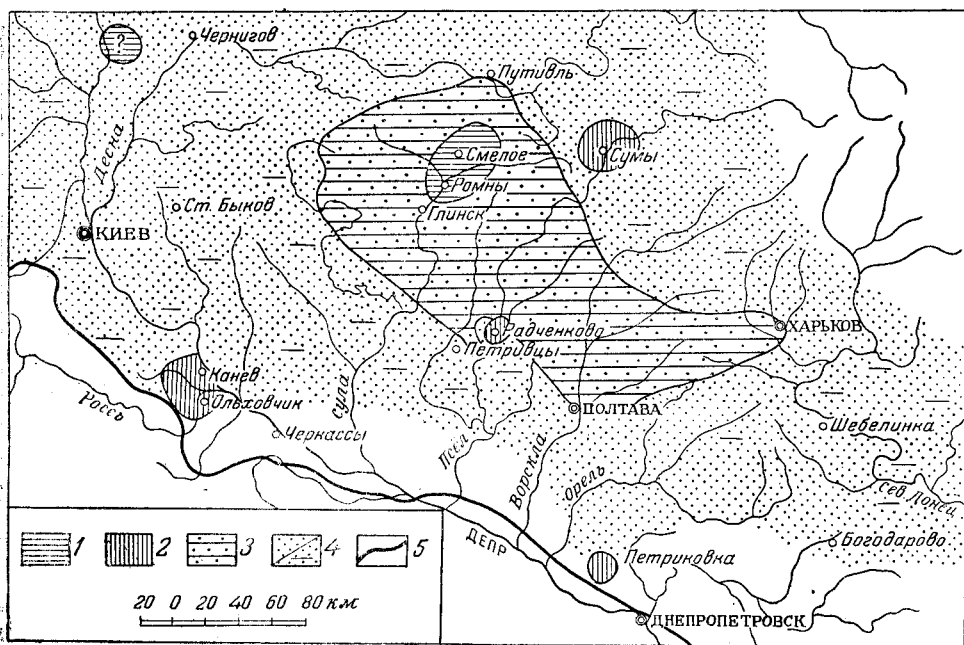 ?
Чернигов
Путивль
Десна
Смелое
Сумы
Ромны
Ст. Быков
Глинск
КИЕВ
Радченково
ХАРЬКОВ
Петровцы
Канев
Сула
Ольховчик
ПОЛТАВА
Рось
Шебелинка
Черкассы
Псёл
Ворскла
Орель
Сев. Донец
ДЕПР
Богодарово
Петриковка
1 2 3 4 5
20 0 20 40 60 80 км
ДНЕПРОПЕТРОВСК